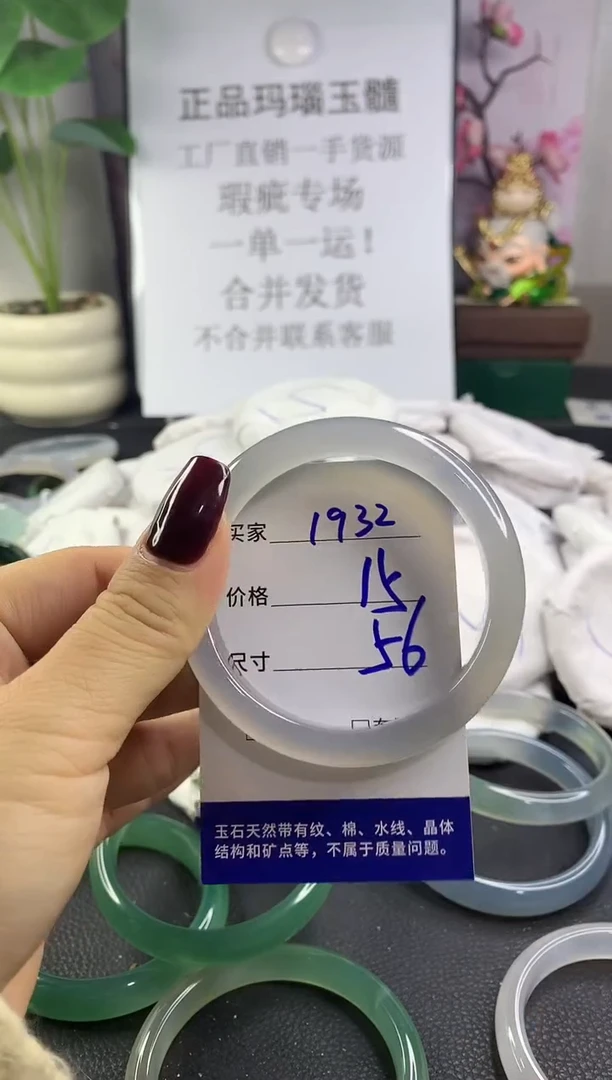 正品玛瑙玉髓
工厂直销一手货源
瑕疵专场
一单一运！
合并发货
不合并联系客服
买家 1932
价格 15
尺寸 56
玉石天然带有纹、棉、水线、晶体
结构和矿点等，不属于质量问题。